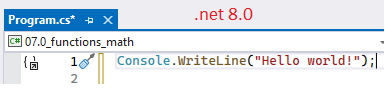 .net 8.0
Program.cs*
07.0_functions_math
1 Console.WriteLine("Hello world!");
2